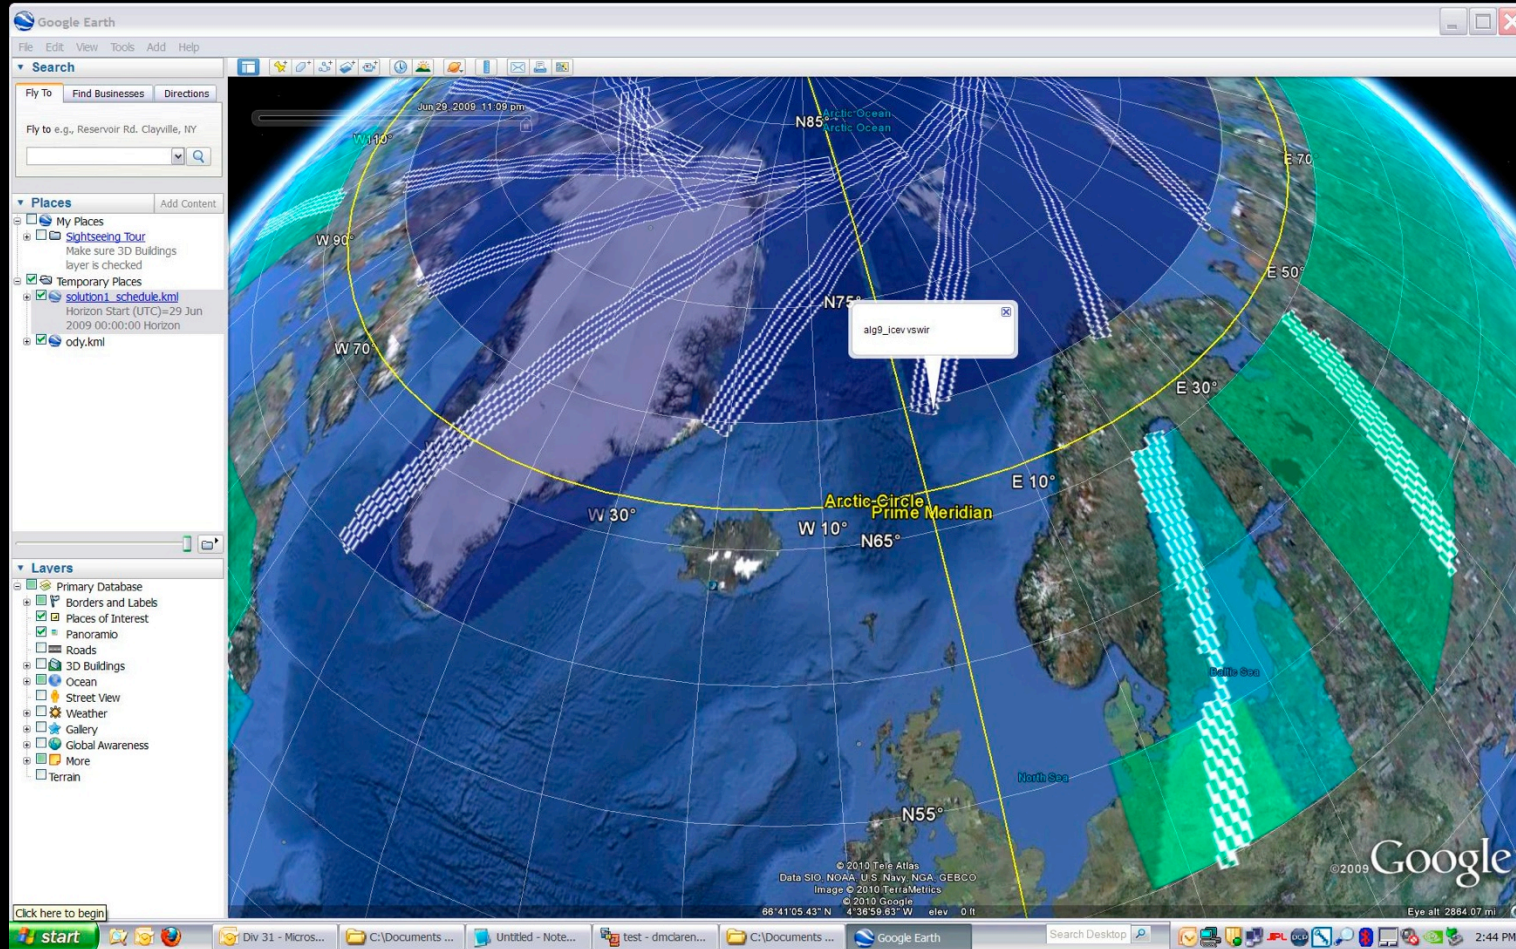 Google Earth
File Edit View Tools Add Help
Search
Fly To Find Businesses Directions
Fly to e.g., Reservoir Rd. Clayville, NY
Places Add Content
My Places
Sightseeing Tour
Make sure 3D Buildings
layer is checked
Temporary Places
solution1_schedule.kml
Horizon Start (UTC)=29 Jun
2009 00:00:00 Horizon
ody.kml
Layers
Primary Database
Borders and Labels
Places of Interest
Panoramio
Roads
3D Buildings
Ocean
Street View
Weather
Gallery
Global Awareness
More
Terrain
Jun 29, 2009 11:09 pm
W 110°
N85°
Arctic Ocean
Arctic Ocean
E 70
W 90°
E 50°
N75°
alg9_icevvswir
W 70°
E 30°
E 10°
Arctic Circle
Prime Meridian
W 30°
W 10°
N65°
Baltic Sea
North Sea
N55°
© 2010 Tele Atlas
Data SIO, NOAA, U.S. Navy, NGA, GEBCO
Image © 2010 TerraMetrics
© 2010 Google
©2009 Google
66°41'05.43" N 4°36'59.63" W elev 0 ft
Eye alt 2864.07 mi
Click here to begin
start
Div 31 - Micros...
C:\Documents ...
Untitled - Note...
test - dmclaren...
C:\Documents ...
Google Earth
Search Desktop
JPL
2:44 PM